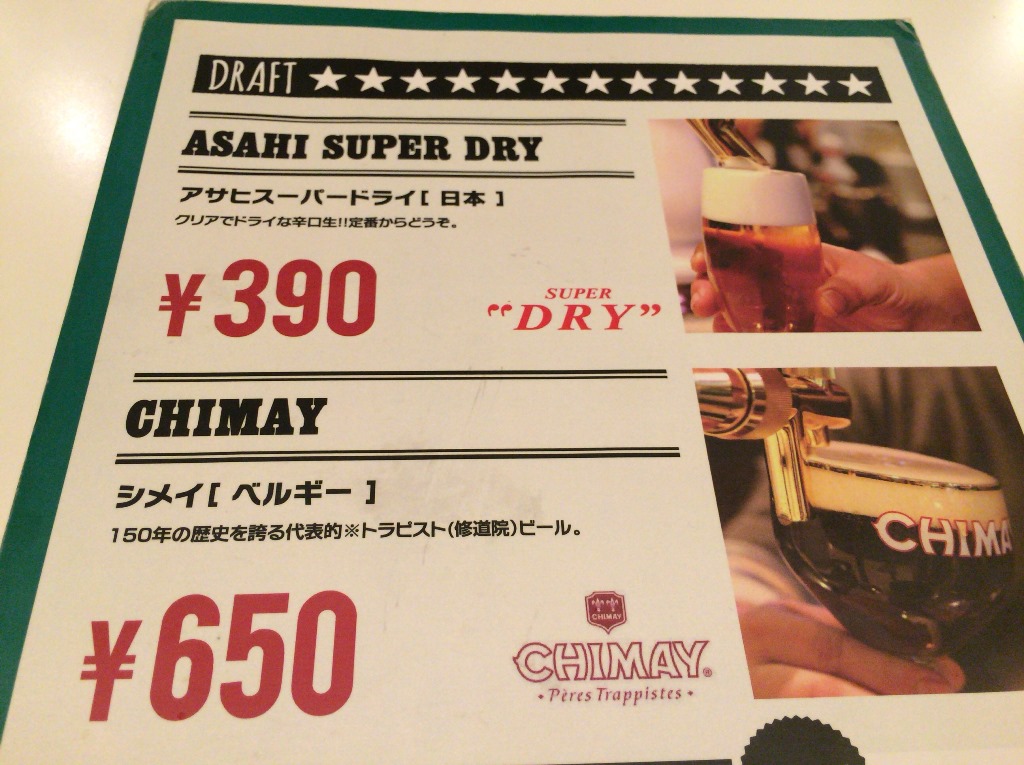 DRAFT ★★★★★★★★★★★★★
ASAHI SUPER DRY
アサヒスーパードライ[ 日本 ]
クリアでドライな辛口生!!定番からどうぞ。
¥390
SUPER
"DRY"
CHIMAY
シメイ[ ベルギー ]
150年の歴史を誇る代表的※トラピスト(修道院)ビール。
¥650
CHIMAY
CHIMAY®
・Pères Trappistes・
CHIMA